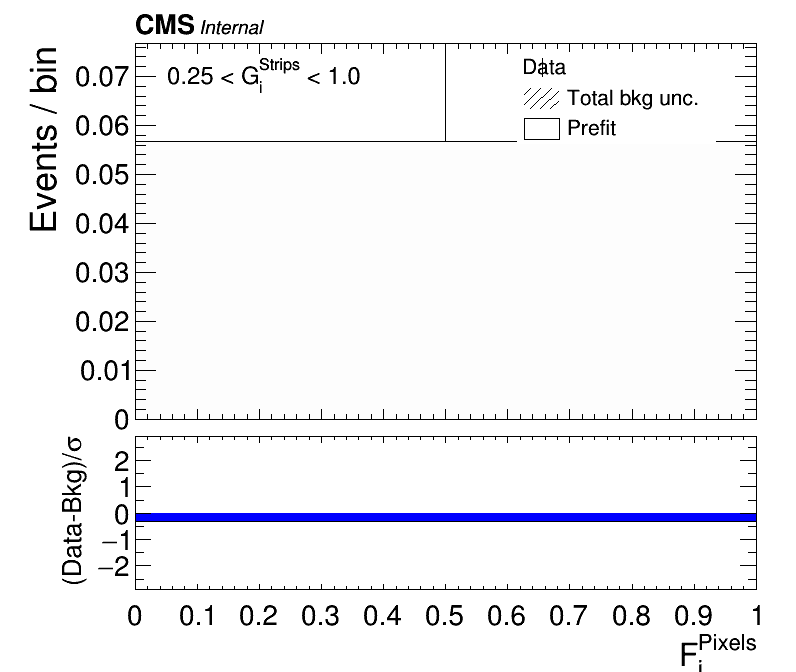 CMS Internal
0.25 < G_i^Strips < 1.0
Data
Total bkg unc.
Prefit
Events / bin
0.07
0.06
0.05
0.04
0.03
0.02
0.01
0
(Data-Bkg)/σ
2
1
0
−1
−2
0 0.1 0.2 0.3 0.4 0.5 0.6 0.7 0.8 0.9 1
F_i^Pixels